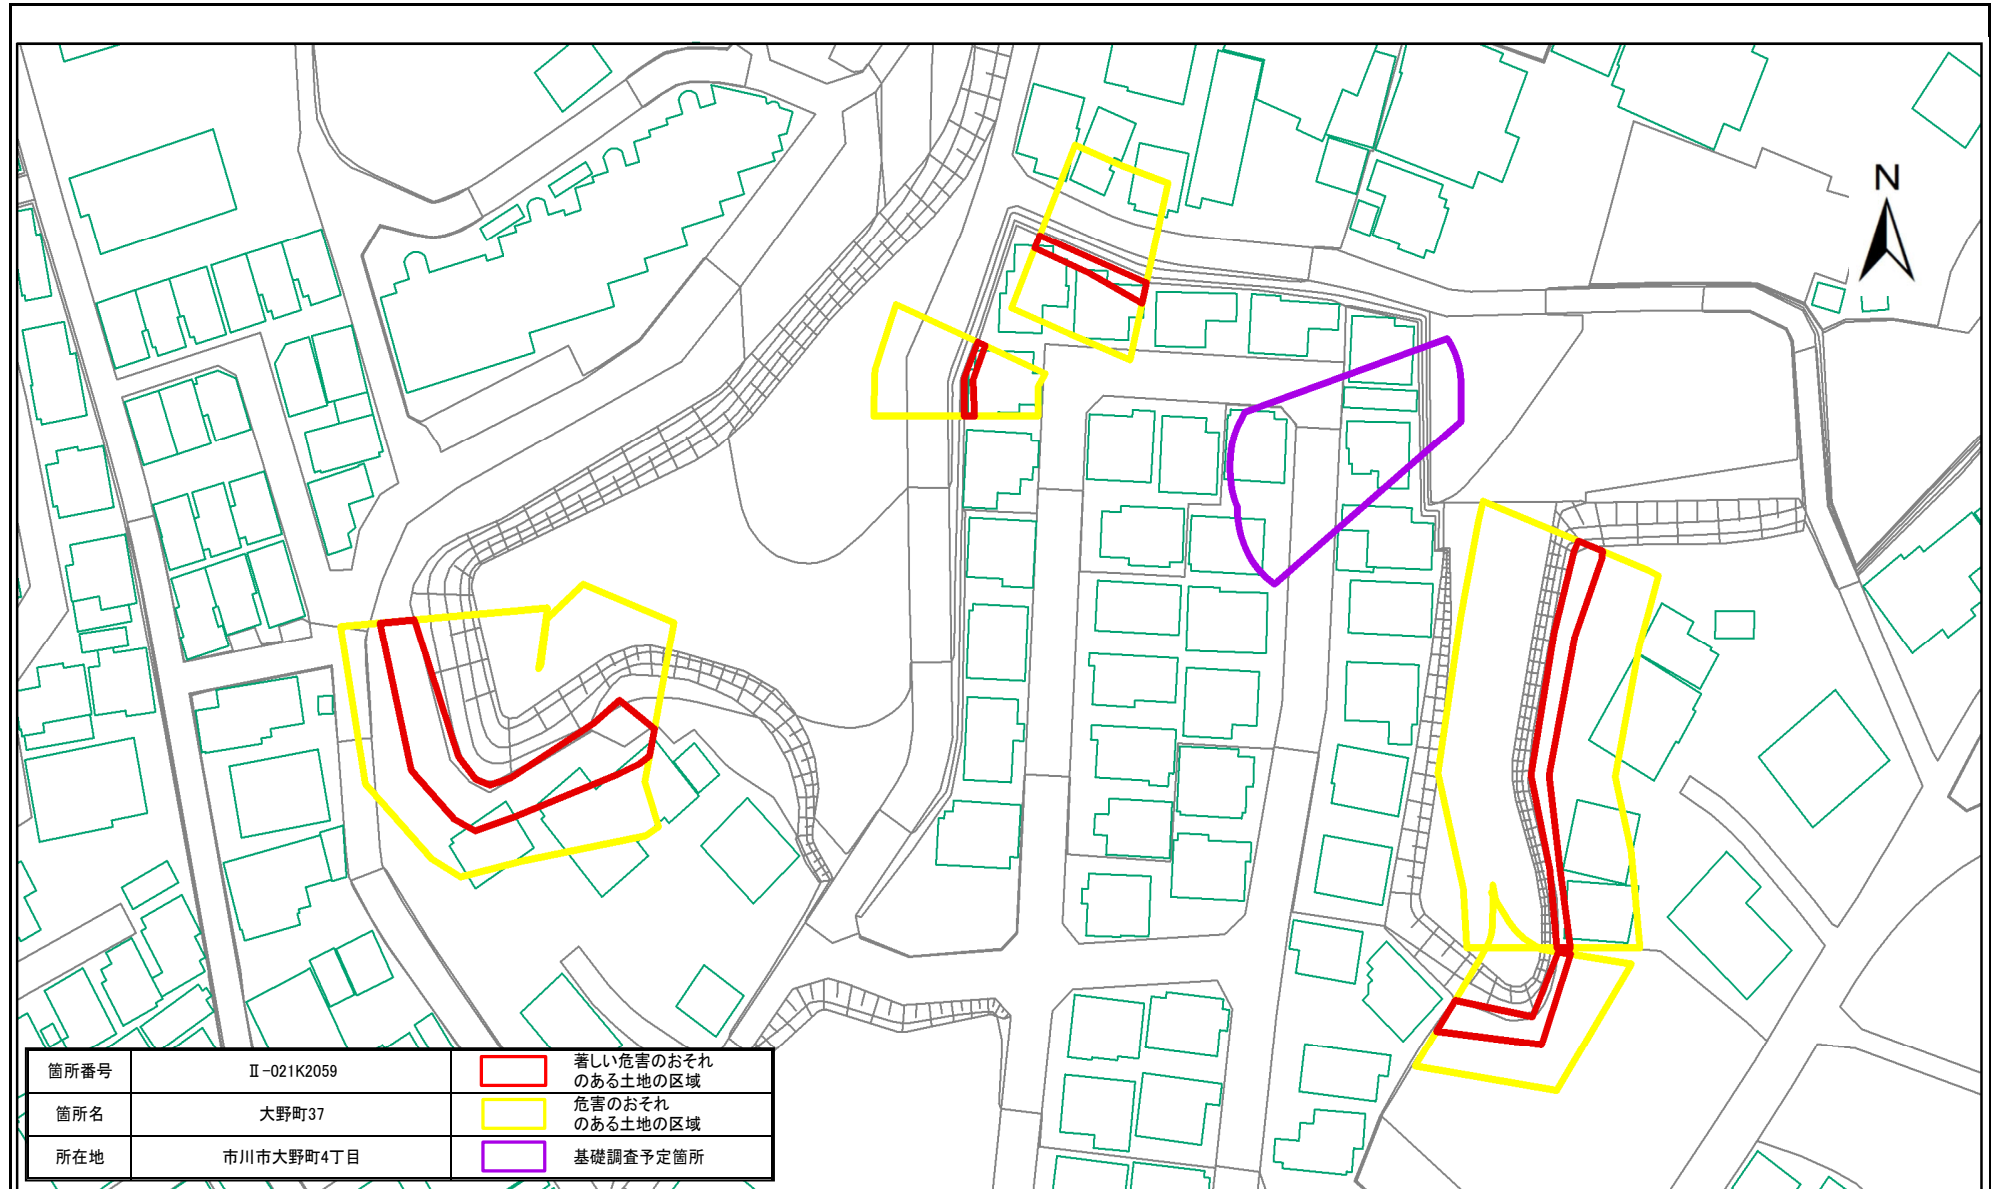 N
箇所番号
Ⅱ-021K2059
著しい危害のおそれ
のある土地の区域
箇所名
大野町37
危害のおそれ
のある土地の区域
所在地
市川市大野町4丁目
基礎調査予定箇所